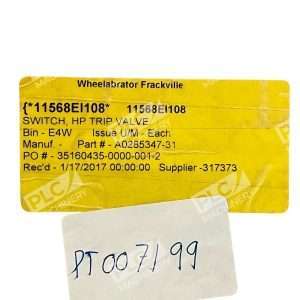 Wheelabrator Frackville
{*11568EI108* 11568EI108
SWITCH, HP TRIP VALVE
Bin - E4W Issue U/M - Each
Manuf. - Part # - A0285347-31
PO # - 35160435-0000-001-2
Rec'd - 1/17/2017 00:00:00 Supplier -317373
PT007199